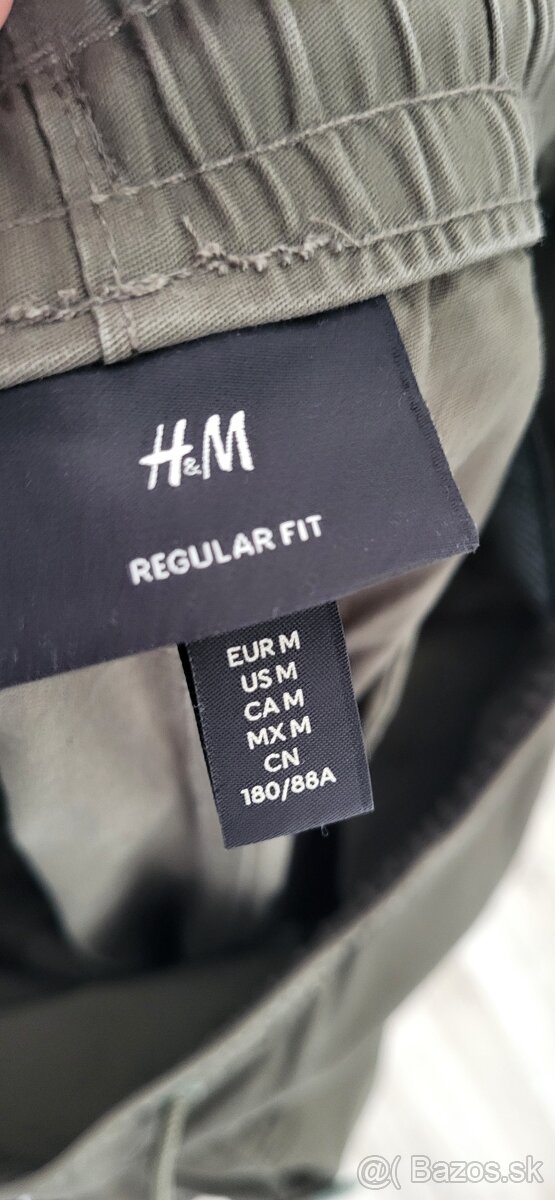 H&M
REGULAR FIT
EUR M
US M
CA M
MX M
CN
180/88A
@( Bazos.sk